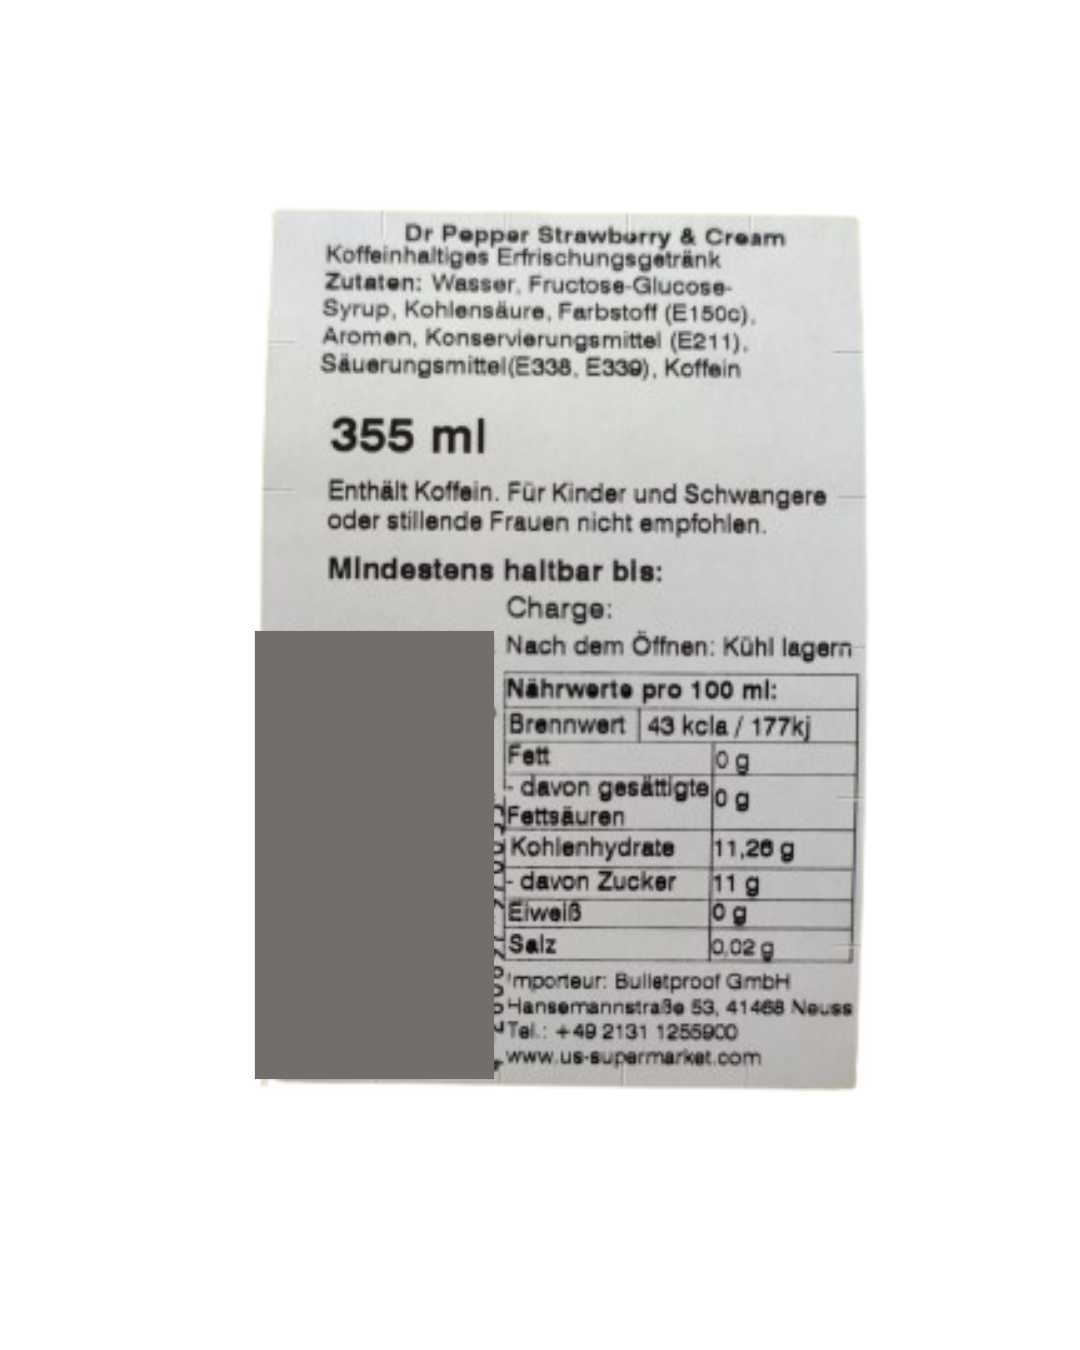 Dr Pepper Strawberry & Cream
Koffeinhaltiges Erfrischungsgetränk
Zutaten: Wasser, Fructose-Glucose-
Syrup, Kohlensäure, Farbstoff (E150c),
Aromen, Konservierungsmittel (E211),
Säuerungsmittel(E338, E339), Koffein
355 ml
Enthält Koffein. Für Kinder und Schwangere
oder stillende Frauen nicht empfohlen.
Mindestens haltbar bis:
Charge:
Nach dem Öffnen: Kühl lagern
Nährwerte pro 100 ml:
Brennwert 43 kcla / 177kj
Fett 0 g
- davon gesättigte Fettsäuren 0 g
Kohlenhydrate 11,26 g
- davon Zucker 11 g
Eiweiß 0 g
Salz 0,02 g
Importeur: Bulletproof GmbH
Hansemannstraße 53, 41468 Neuss
Tel.: +49 2131 1255900
www.us-supermarket.com